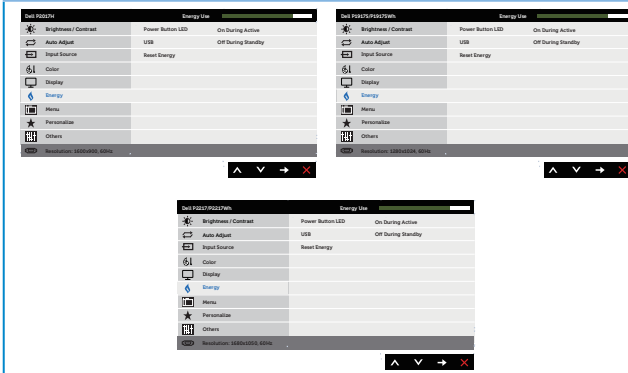 Dell P2017H Energy Use
Brightness / Contrast Power Button LED On During Active
Auto Adjust USB Off During Standby
Input Source Reset Energy
Color
Display
Energy
Menu
Personalize
Others
Resolution: 1600x900, 60Hz
Dell P1917S/P1917SWh Energy Use
Brightness / Contrast Power Button LED On During Active
Auto Adjust USB Off During Standby
Input Source Reset Energy
Color
Display
Energy
Menu
Personalize
Others
Resolution: 1280x1024, 60Hz
Dell P2217/P2217Wh Energy Use
Brightness / Contrast Power Button LED On During Active
Auto Adjust USB Off During Standby
Input Source Reset Energy
Color
Display
Energy
Menu
Personalize
Others
Resolution: 1680x1050, 60Hz